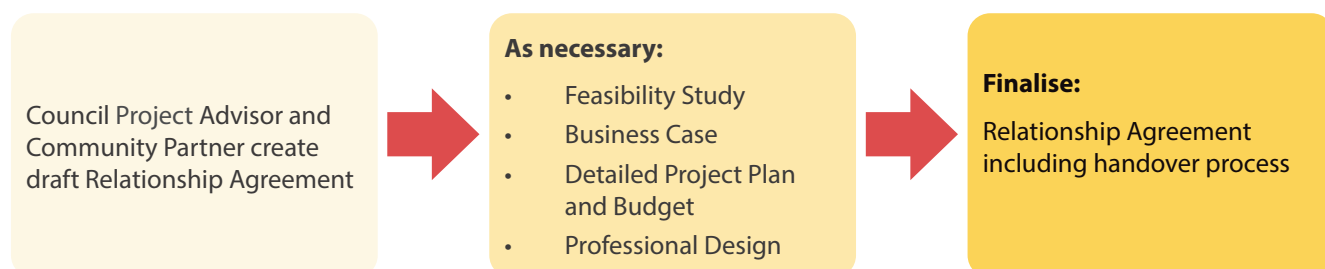 Council Project Advisor and
Community Partner create
draft Relationship Agreement
As necessary:
• Feasibility Study
• Business Case
• Detailed Project Plan
and Budget
• Professional Design
Finalise:
Relationship Agreement
including handover process